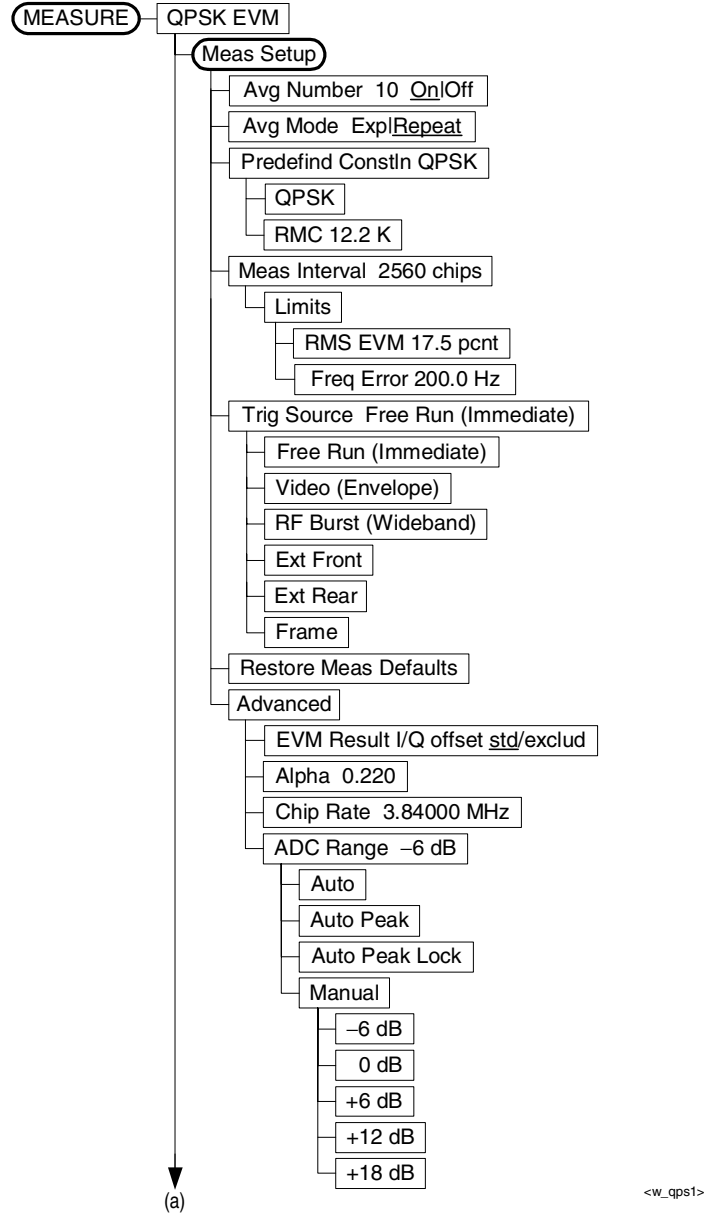 MEASURE QPSK EVM
Meas Setup
Avg Number 10 On|Off
Avg Mode Exp|Repeat
Predefind Constln QPSK
QPSK
RMC 12.2 K
Meas Interval 2560 chips
Limits
RMS EVM 17.5 pcnt
Freq Error 200.0 Hz
Trig Source Free Run (Immediate)
Free Run (Immediate)
Video (Envelope)
RF Burst (Wideband)
Ext Front
Ext Rear
Frame
Restore Meas Defaults
Advanced
EVM Result I/Q offset std/exclud
Alpha 0.220
Chip Rate 3.84000 MHz
ADC Range −6 dB
Auto
Auto Peak
Auto Peak Lock
Manual
−6 dB
0 dB
+6 dB
+12 dB
+18 dB
(a)
<w_qps1>